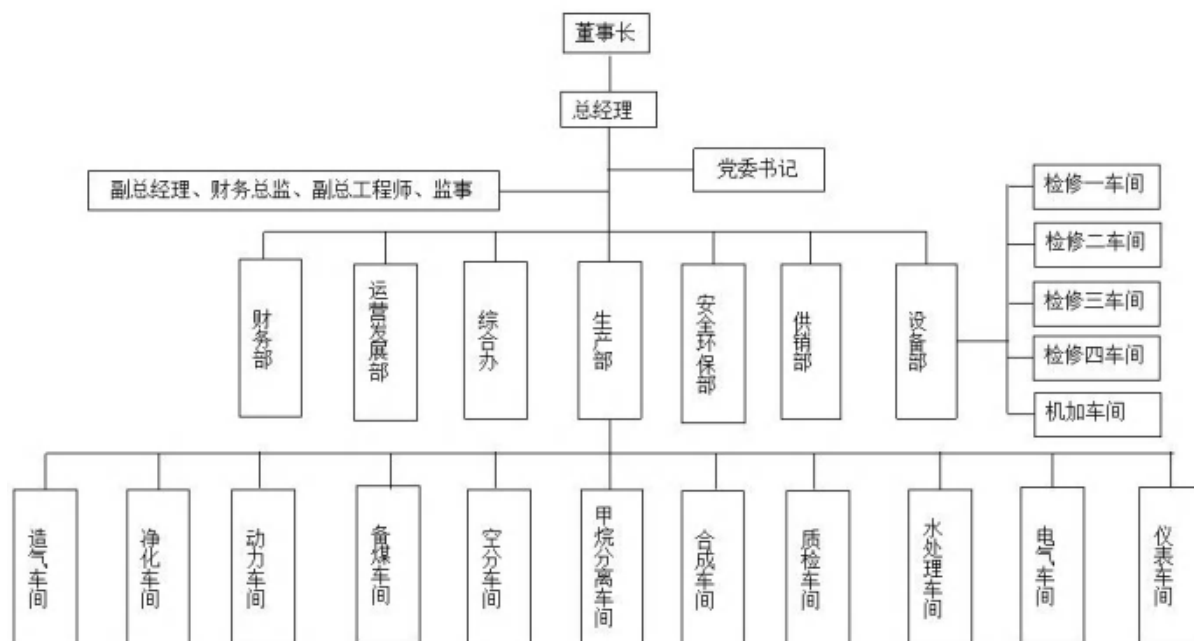 董事长
总经理
党委书记
副总经理、财务总监、副总工程师、监事
检修一车间
检修二车间
检修三车间
检修四车间
机加车间
财务部
运营发展部
综合办
生产部
安全环保部
供销部
设备部
造气车间
净化车间
动力车间
备煤车间
空分车间
甲烷分离车间
合成车间
质检车间
水处理车间
电气车间
仪表车间